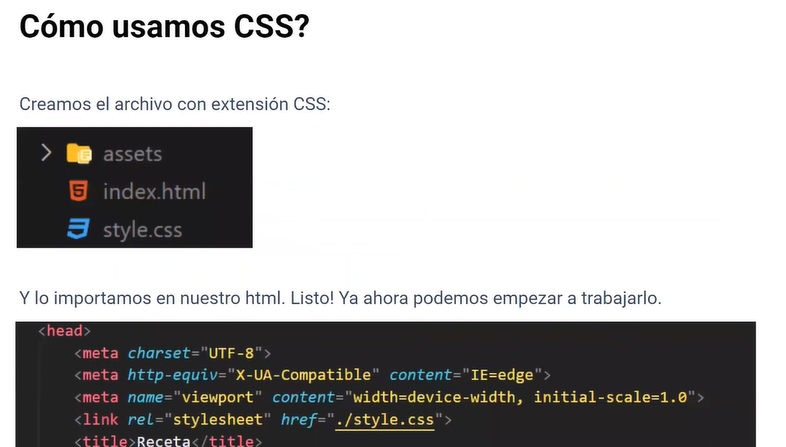 Cómo usamos CSS?
Creamos el archivo con extensión CSS:
assets
index.html
style.css
Y lo importamos en nuestro html. Listo! Ya ahora podemos empezar a trabajarlo.
<head>
<meta charset="UTF-8">
<meta http-equiv="X-UA-Compatible" content="IE=edge">
<meta name="viewport" content="width=device-width, initial-scale=1.0">
<link rel="stylesheet" href="./style.css">
<title>Receta</title>